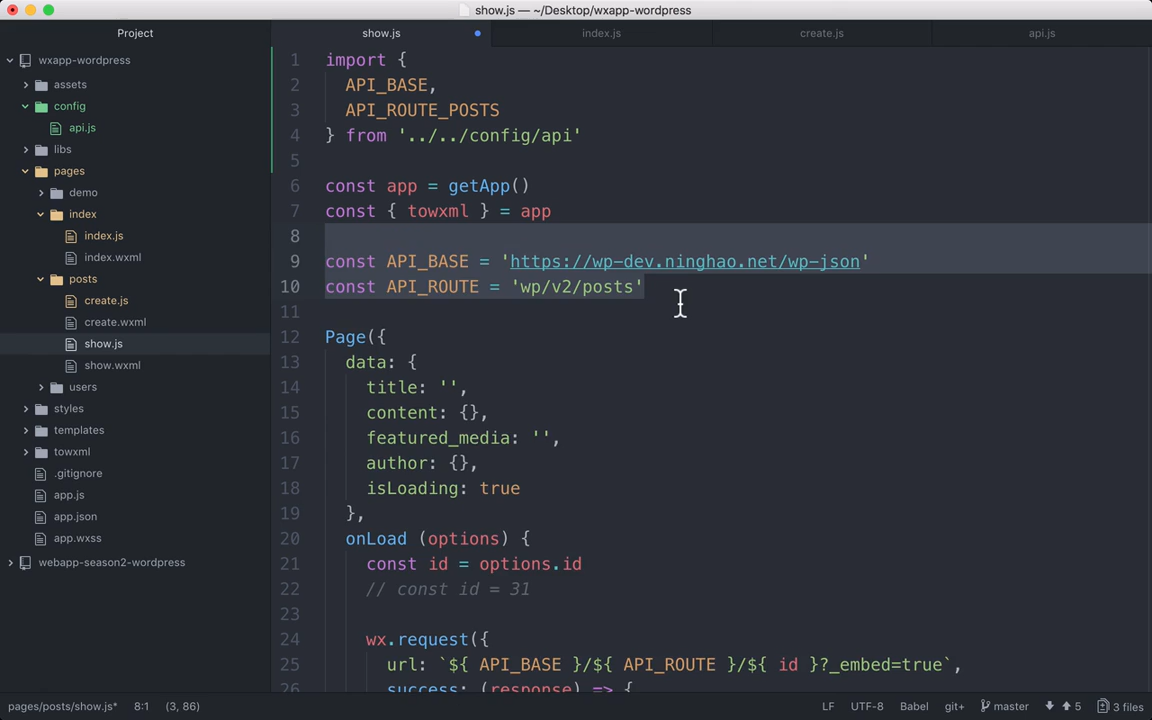 show.js — ~/Desktop/wxapp-wordpress
Project
show.js
index.js
create.js
api.js
wxapp-wordpress
assets
config
api.js
libs
pages
demo
index
index.js
index.wxml
posts
create.js
create.wxml
show.js
show.wxml
users
styles
templates
towxml
.gitignore
app.js
app.json
app.wxss
webapp-season2-wordpress
1 import {
2 API_BASE,
3 API_ROUTE_POSTS
4 } from '../../config/api'
5
6 const app = getApp()
7 const { towxml } = app
8
9 const API_BASE = 'https://wp-dev.ninghao.net/wp-json'
10 const API_ROUTE = 'wp/v2/posts'
11
12 Page({
13 data: {
14 title: '',
15 content: {},
16 featured_media: '',
17 author: {},
18 isLoading: true
19 },
20 onLoad (options) {
21 const id = options.id
22 // const id = 31
23
24 wx.request({
25 url: `${ API_BASE }/${ API_ROUTE }/${ id }?_embed=true`,
26 success: (response) => {
pages/posts/show.js* 8:1 (3, 86)
LF UTF-8 Babel git+ master 5 3 files